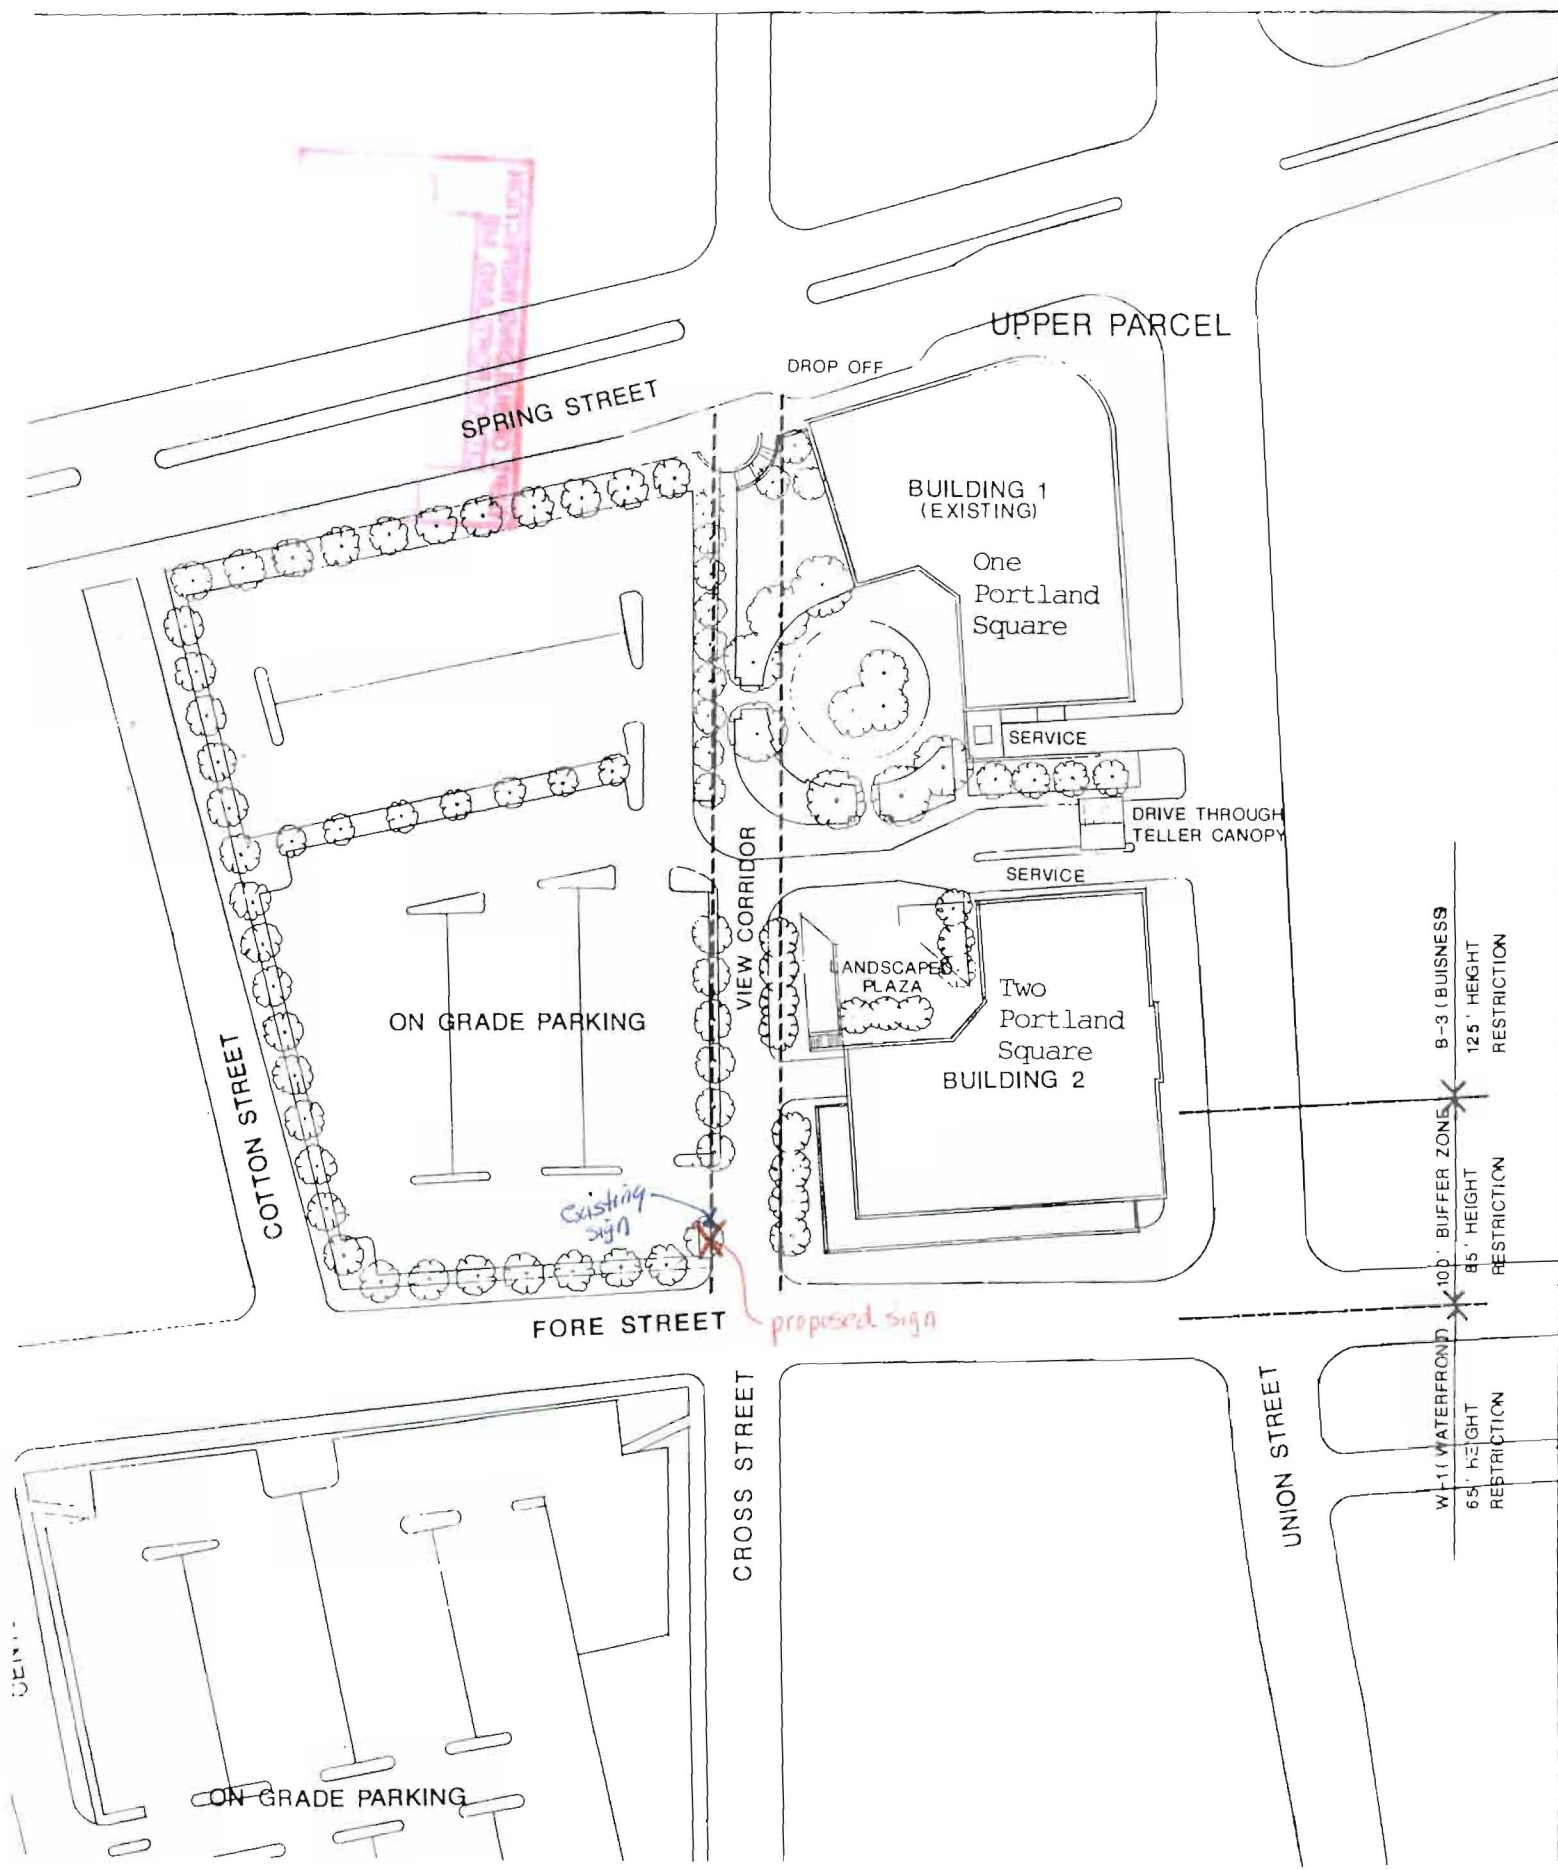 UPPER PARCEL
DROP OFF
SPRING STREET
BUILDING 1
(EXISTING)
One
Portland
Square
SERVICE
DRIVE THROUGH
TELLER CANOPY
SERVICE
VIEW CORRIDOR
LANDSCAPED
PLAZA
Two
Portland
Square
BUILDING 2
ON GRADE PARKING
COTTON STREET
B-3 (BUISNESS)
125' HEIGHT
RESTRICTION
100' BUFFER ZONE
85' HEIGHT
RESTRICTION
W-1 (WATERFRONT)
65' HEIGHT
RESTRICTION
Existing
sign
FORE STREET
proposed sign
CROSS STREET
UNION STREET
ON GRADE PARKING